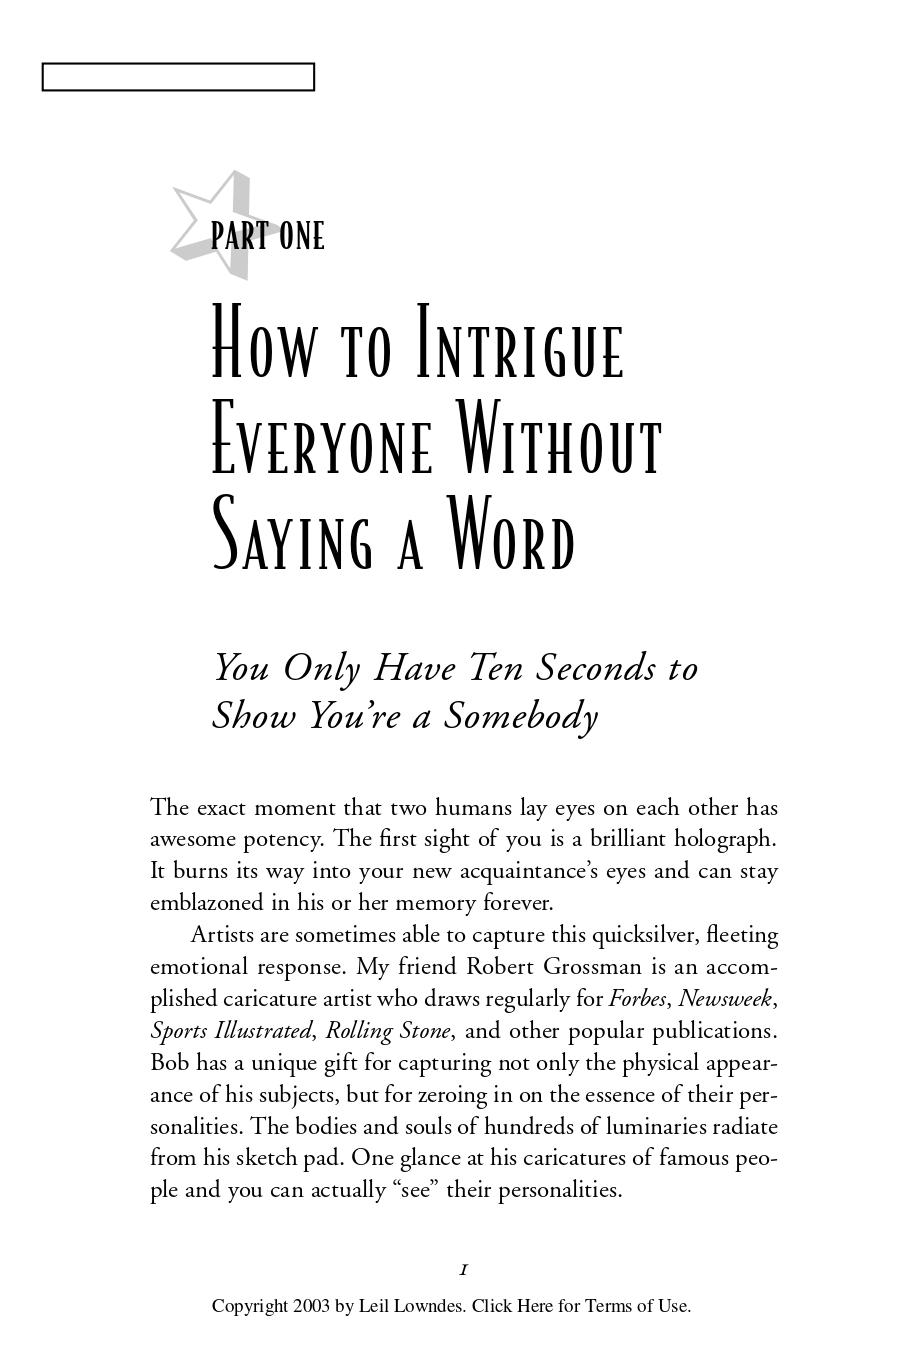 PART ONE
HOW TO INTRIGUE
EVERYONE WITHOUT
SAYING A WORD
You Only Have Ten Seconds to
Show You’re a Somebody
The exact moment that two humans lay eyes on each other has
awesome potency. The first sight of you is a brilliant holograph.
It burns its way into your new acquaintance’s eyes and can stay
emblazoned in his or her memory forever.
Artists are sometimes able to capture this quicksilver, fleeting
emotional response. My friend Robert Grossman is an accom-
plished caricature artist who draws regularly for Forbes, Newsweek,
Sports Illustrated, Rolling Stone, and other popular publications.
Bob has a unique gift for capturing not only the physical appear-
ance of his subjects, but for zeroing in on the essence of their per-
sonalities. The bodies and souls of hundreds of luminaries radiate
from his sketch pad. One glance at his caricatures of famous peo-
ple and you can actually “see” their personalities.
1
Copyright 2003 by Leil Lowndes. Click Here for Terms of Use.